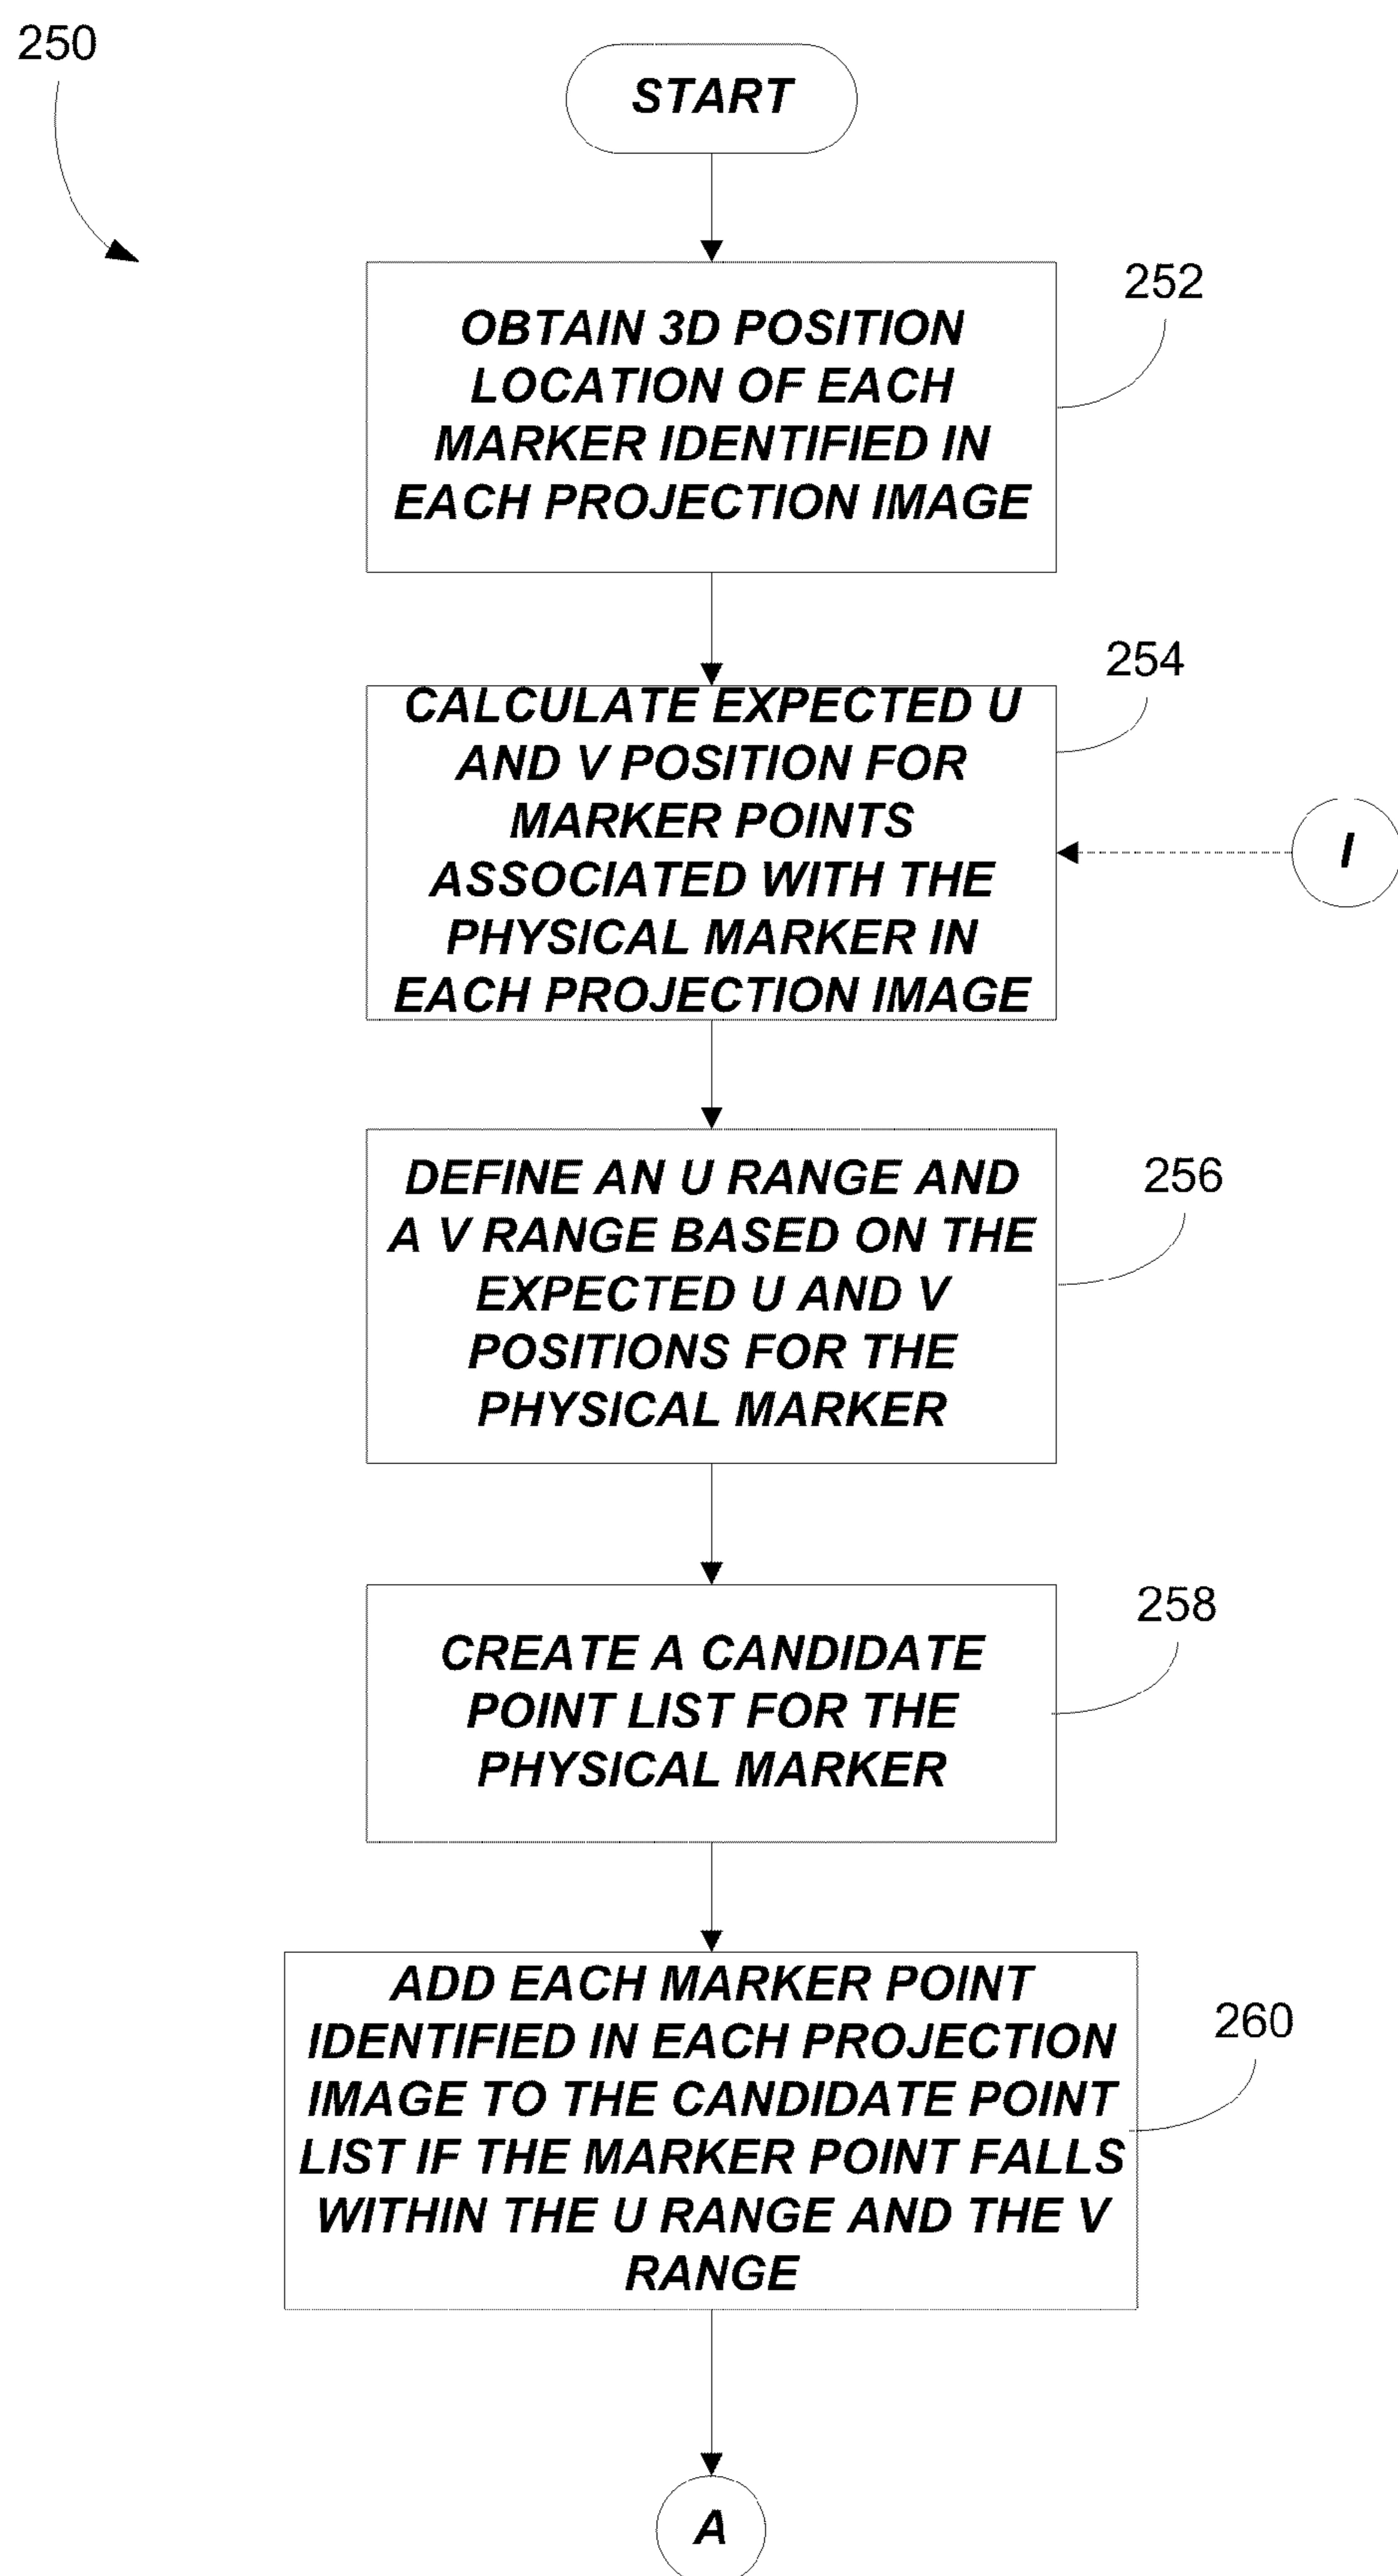 250
START
252
OBTAIN 3D POSITION
LOCATION OF EACH
MARKER IDENTIFIED IN
EACH PROJECTION IMAGE
254
CALCULATE EXPECTED U
AND V POSITION FOR
MARKER POINTS
ASSOCIATED WITH THE
PHYSICAL MARKER IN
EACH PROJECTION IMAGE
I
256
DEFINE AN U RANGE AND
A V RANGE BASED ON THE
EXPECTED U AND V
POSITIONS FOR THE
PHYSICAL MARKER
258
CREATE A CANDIDATE
POINT LIST FOR THE
PHYSICAL MARKER
260
ADD EACH MARKER POINT
IDENTIFIED IN EACH PROJECTION
IMAGE TO THE CANDIDATE POINT
LIST IF THE MARKER POINT FALLS
WITHIN THE U RANGE AND THE V
RANGE
A